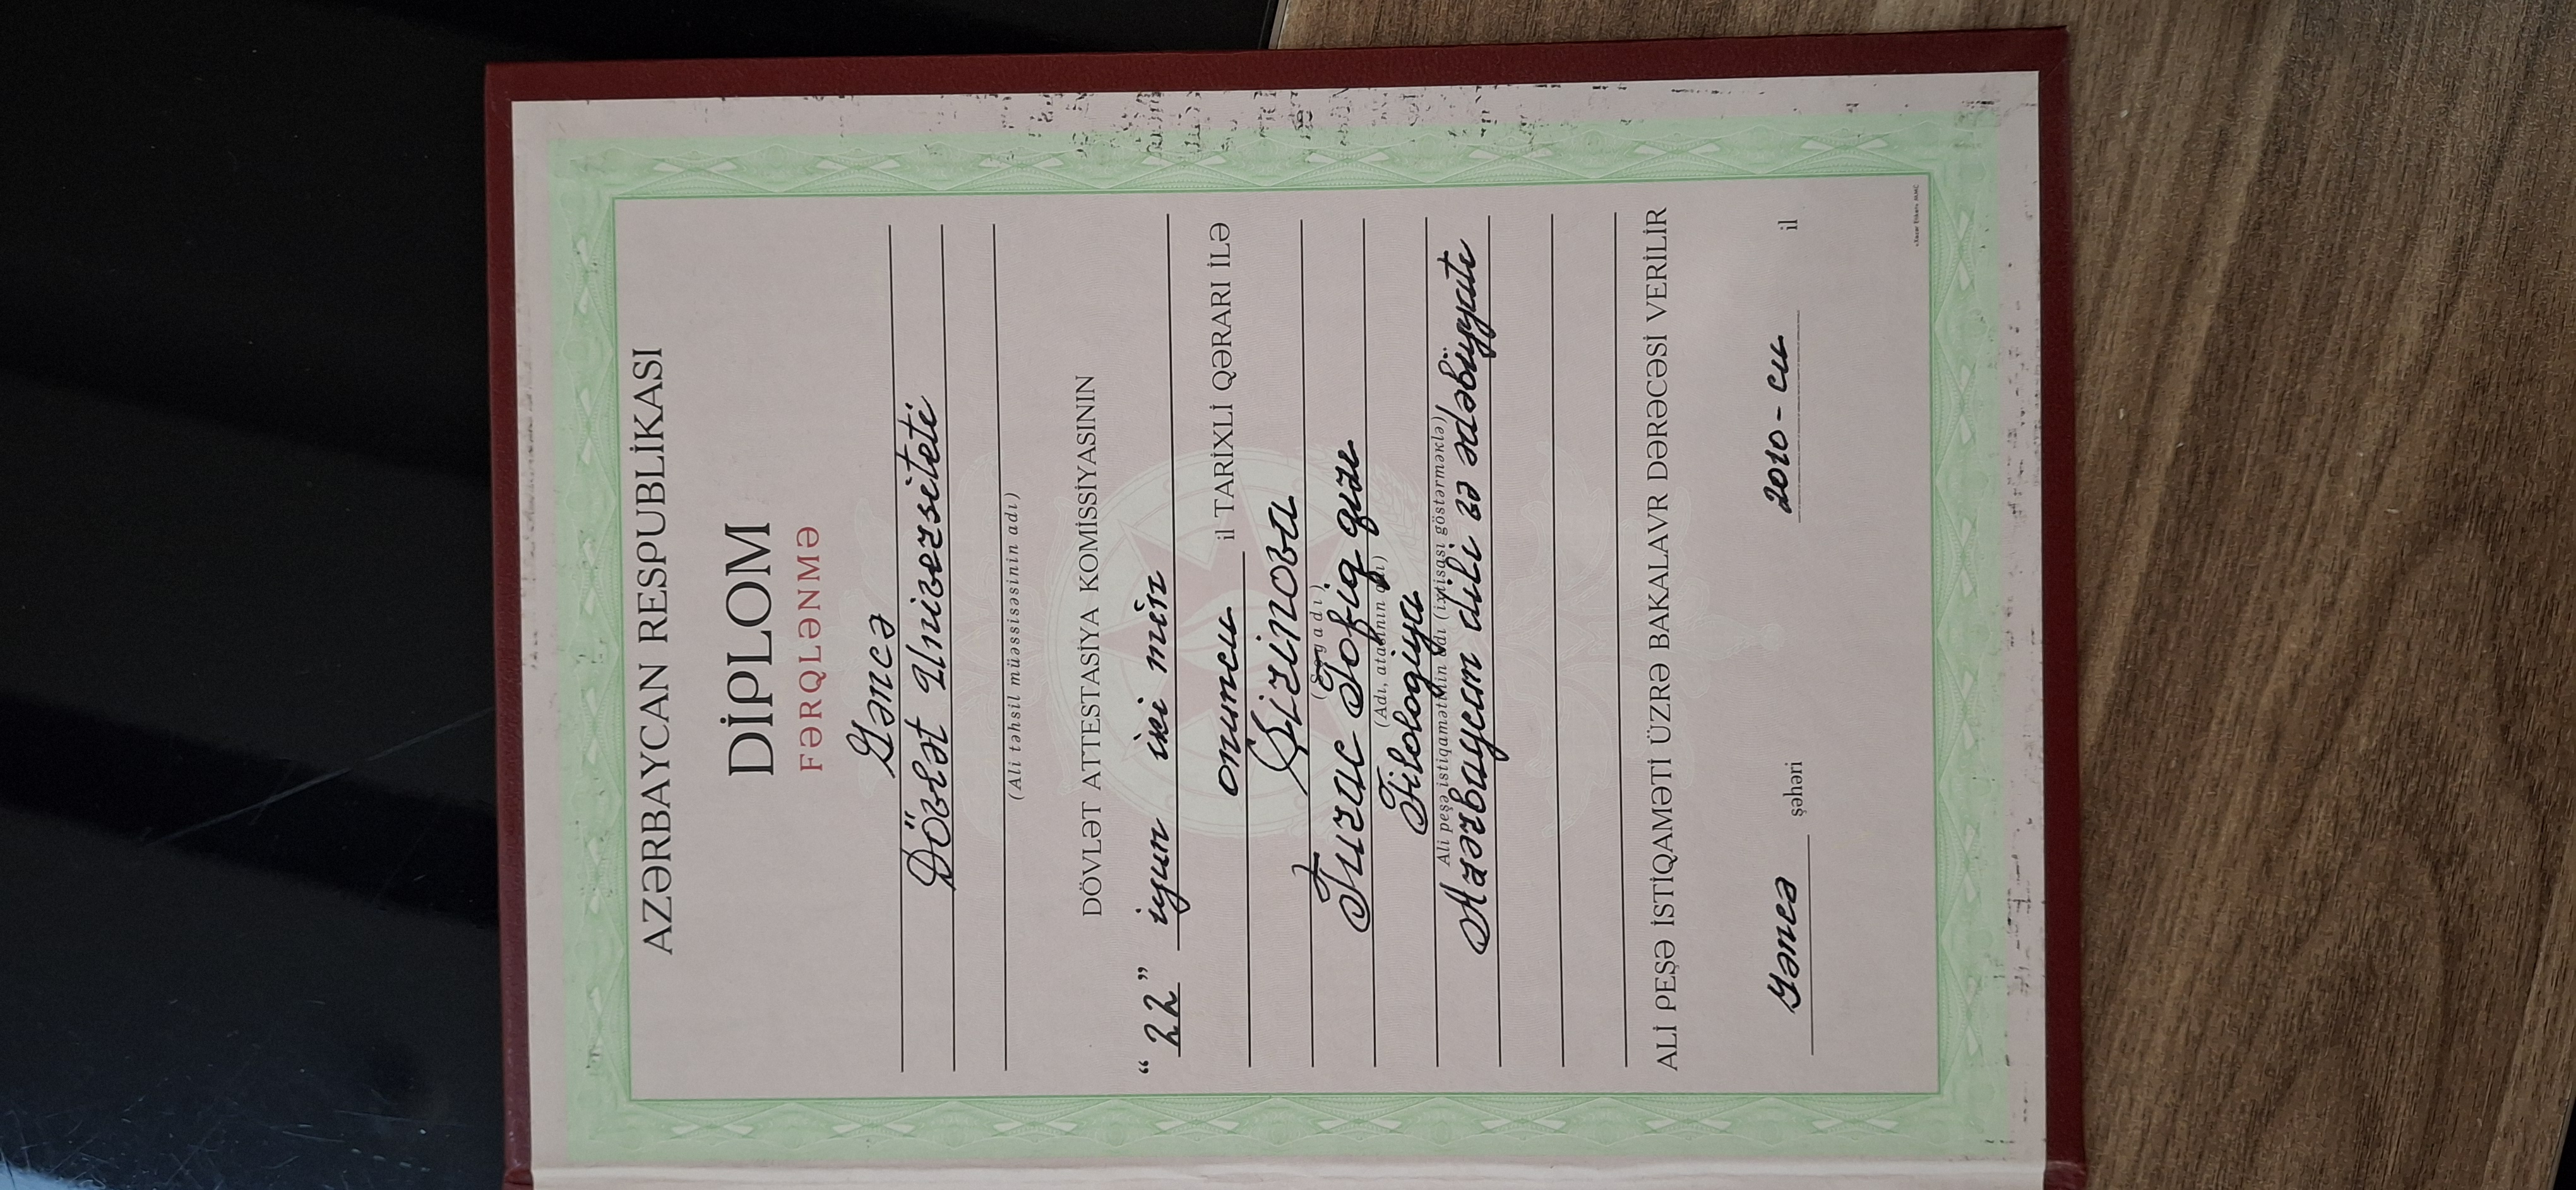 AZƏRBAYCAN RESPUBLİKASI
DİPLOM
FƏRQLƏNMƏ
Gəncə
Dövlət Universiteti
(Ali təhsil müəssisəsinin adı)
DÖVLƏT ATTESTASİYA KOMİSSİYASININ
“22” iyun iki min
onuncu il TARİXLİ QƏRARI İLƏ
Şirinova
(Soyadı)
Turac Tofiq qızı
(Adı, atasının adı)
Filologiya
Ali peşə istiqamətinin adı (ixtisası göstərməklə)
Azərbaycan dili və ədəbiyyatı
ALİ PEŞƏ İSTİQAMƏTİ ÜZRƏ BAKALAVR DƏRƏCƏSİ VERİLİR
Gəncə şəhəri 2010-cu il